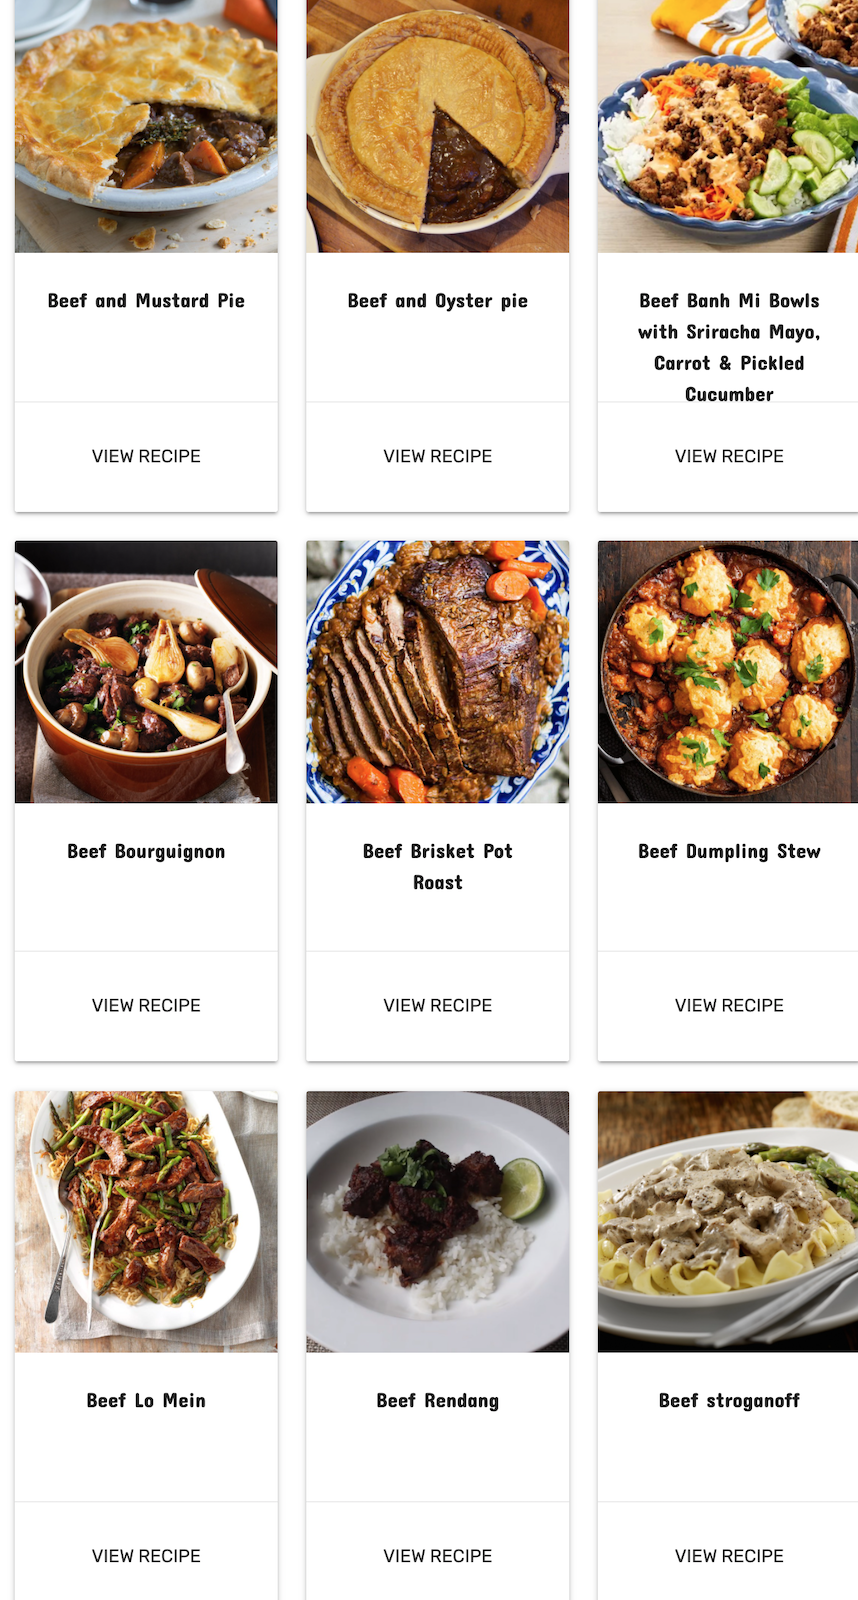 Beef and Mustard Pie
Beef and Oyster pie
Beef Banh Mi Bowls
with Sriracha Mayo,
Carrot & Pickled
Cucumber
VIEW RECIPE
VIEW RECIPE
VIEW RECIPE
Beef Bourguignon
Beef Brisket Pot
Roast
Beef Dumpling Stew
VIEW RECIPE
VIEW RECIPE
VIEW RECIPE
Beef Lo Mein
Beef Rendang
Beef stroganoff
VIEW RECIPE
VIEW RECIPE
VIEW RECIPE